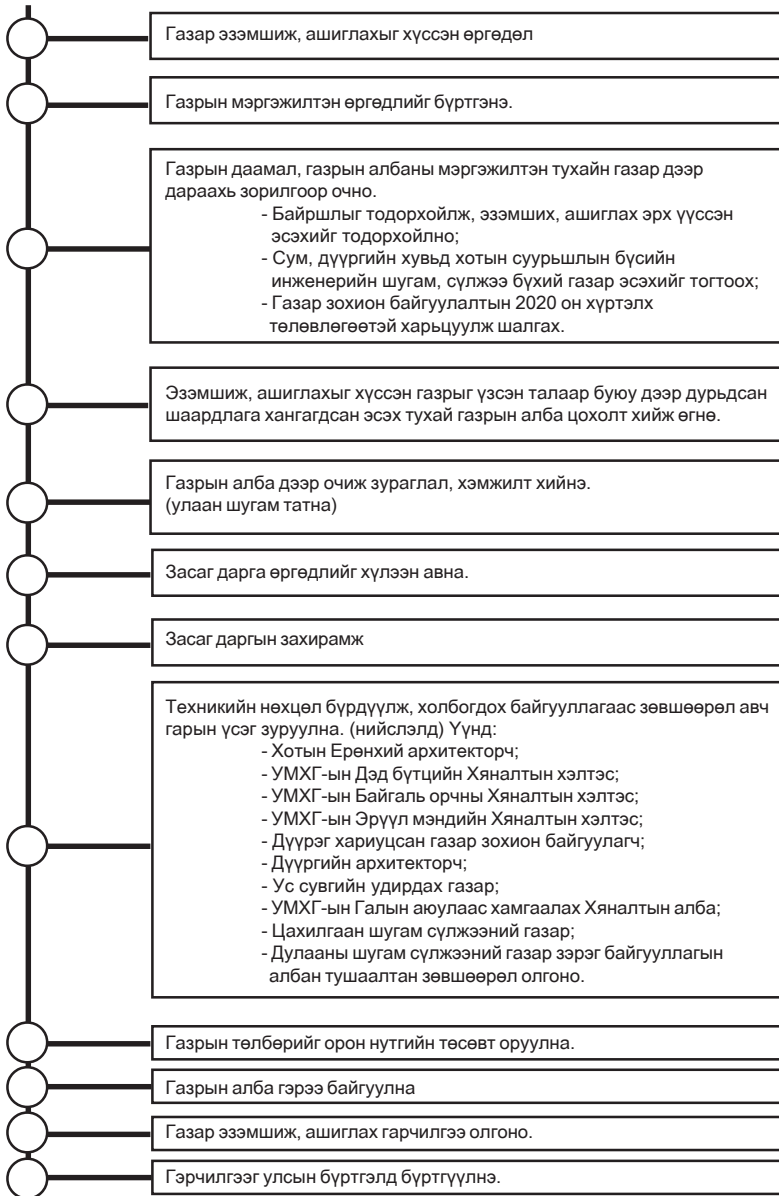 Газар эзэмшиж, ашиглахыг хүссэн өргөдөл
Газрын мэргэжилтэн өргөдлийг бүртгэнэ.
Газрын даамал, газрын албаны мэргэжилтэн тухайн газар дээр
дараахь зорилгоор очно.
- Байршлыг тодорхойлж, эзэмших, ашиглах эрх үүссэн
эсэхийг тодорхойлно;
- Сум, дүүргийн хувьд хотын суурьшлын бүсийн
инженерийн шугам, сүлжээ бүхий газар эсэхийг тогтоох;
- Газар зохион байгуулалтын 2020 он хүртэлх
төлөвлөгөөтэй харьцуулж шалгах.
Эзэмшиж, ашиглахыг хүссэн газрыг үзсэн талаар буюу дээр дурьдсан
шаардлага хангагдсан эсэх тухай газрын алба цохолт хийж өгнө.
Газрын алба дээр очиж зураглал, хэмжилт хийнэ.
(улаан шугам татна)
Засаг дарга өргөдлийг хүлээн авна.
Засаг даргын захирамж
Техникийн нөхцөл бүрдүүлж, холбогдох байгууллагаас зөвшөөрөл авч
гарын үсэг зуруулна. (нийслэлд) Үүнд:
- Хотын Ерөнхий архитекторч;
- УМХГ-ын Дэд бүтцийн Хяналтын хэлтэс;
- УМХГ-ын Байгаль орчны Хяналтын хэлтэс;
- УМХГ-ын Эрүүл мэндийн Хяналтын хэлтэс;
- Дүүрэг хариуцсан газар зохион байгуулагч;
- Дүүргийн архитекторч;
- Ус сувгийн удирдах газар;
- УМХГ-ын Галын аюулаас хамгаалах Хяналтын алба;
- Цахилгаан шугам сүлжээний газар;
- Дулааны шугам сүлжээний газар зэрэг байгууллагын
албан тушаалтан зөвшөөрөл олгоно.
Газрын төлбөрийг орон нутгийн төсөвт оруулна.
Газрын алба гэрээ байгуулна
Газар эзэмшиж, ашиглах гарчилгээ олгоно.
Гэрчилгээг улсын бүртгэлд бүртгүүлнэ.